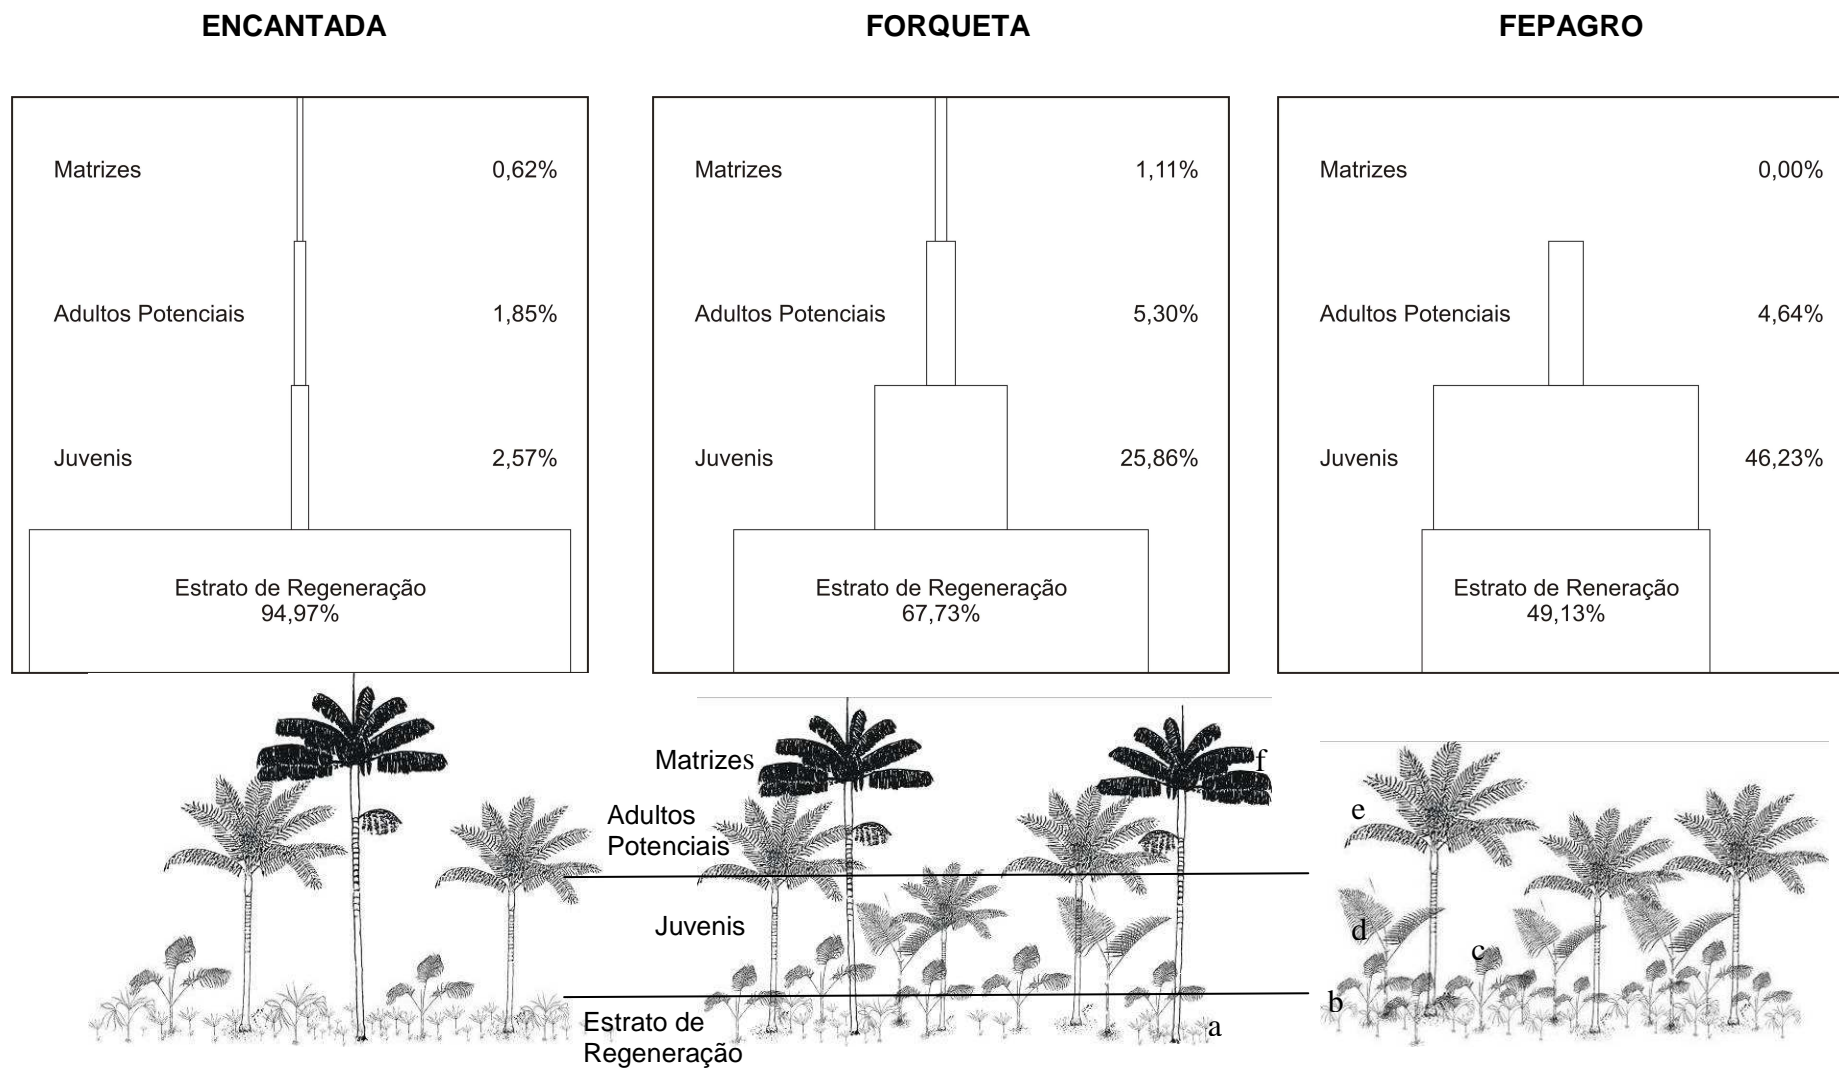 ENCANTADA
FORQUETA
FEPAGRO
Matrizes
0,62%
Adultos Potenciais
1,85%
Juvenis
2,57%
Estrato de Regeneração
94,97%
Matrizes
1,11%
Adultos Potenciais
5,30%
Juvenis
25,86%
Estrato de Regeneração
67,73%
Matrizes
0,00%
Adultos Potenciais
4,64%
Juvenis
46,23%
Estrato de Reneração
49,13%
Matrizes
Adultos
Potenciais
Juvenis
Estrato de
Regeneração
f
a
e
d
c
b